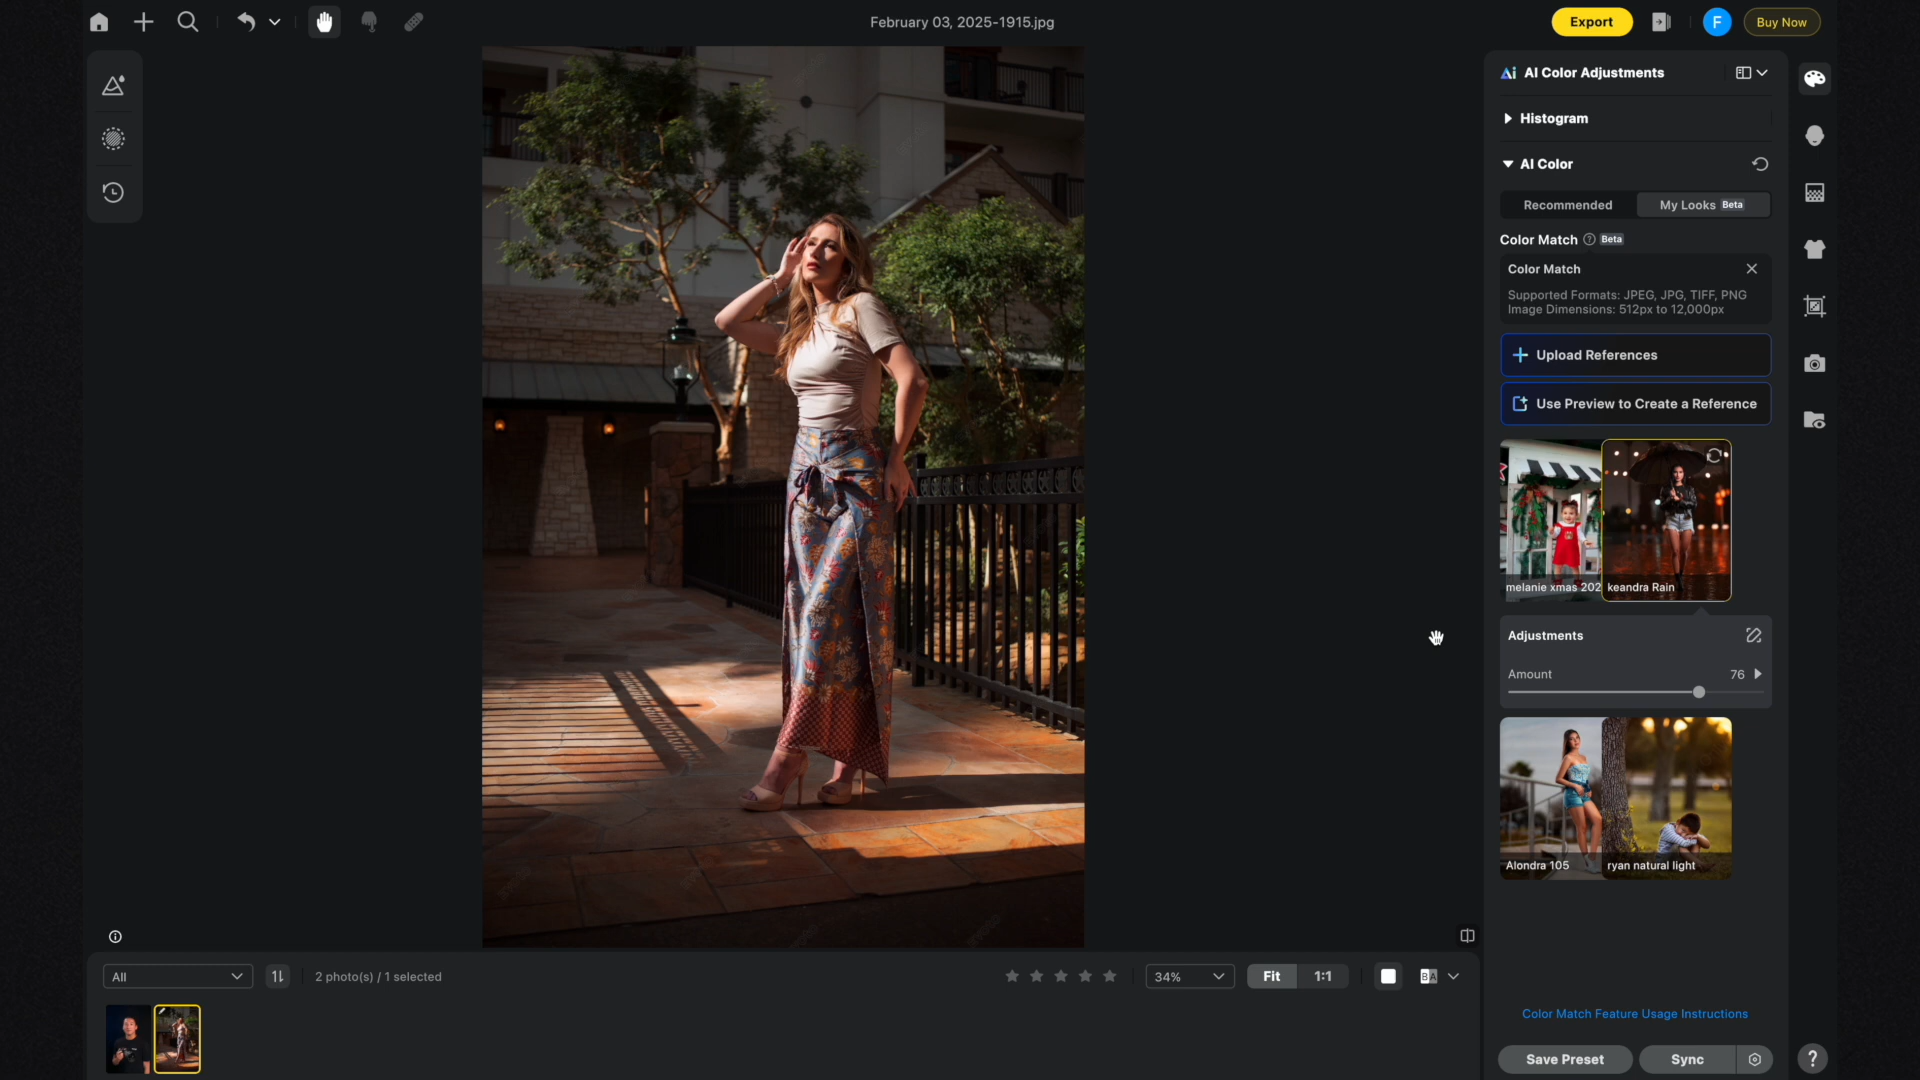 February 03, 2025-1915.jpg
Export
F
Buy Now
Ai AI Color Adjustments
Histogram
AI Color
Recommended
My Looks Beta
Color Match ? Beta
Color Match
Supported Formats: JPEG, JPG, TIFF, PNG
Image Dimensions: 512px to 12,000px
Upload References
Use Preview to Create a Reference
melanie xmas 202
keandra Rain
Adjustments
Amount 76
Alondra 105
ryan natural light
All
2 photo(s) / 1 selected
34%
Fit
1:1
B A
Color Match Feature Usage Instructions
Save Preset
Sync
?